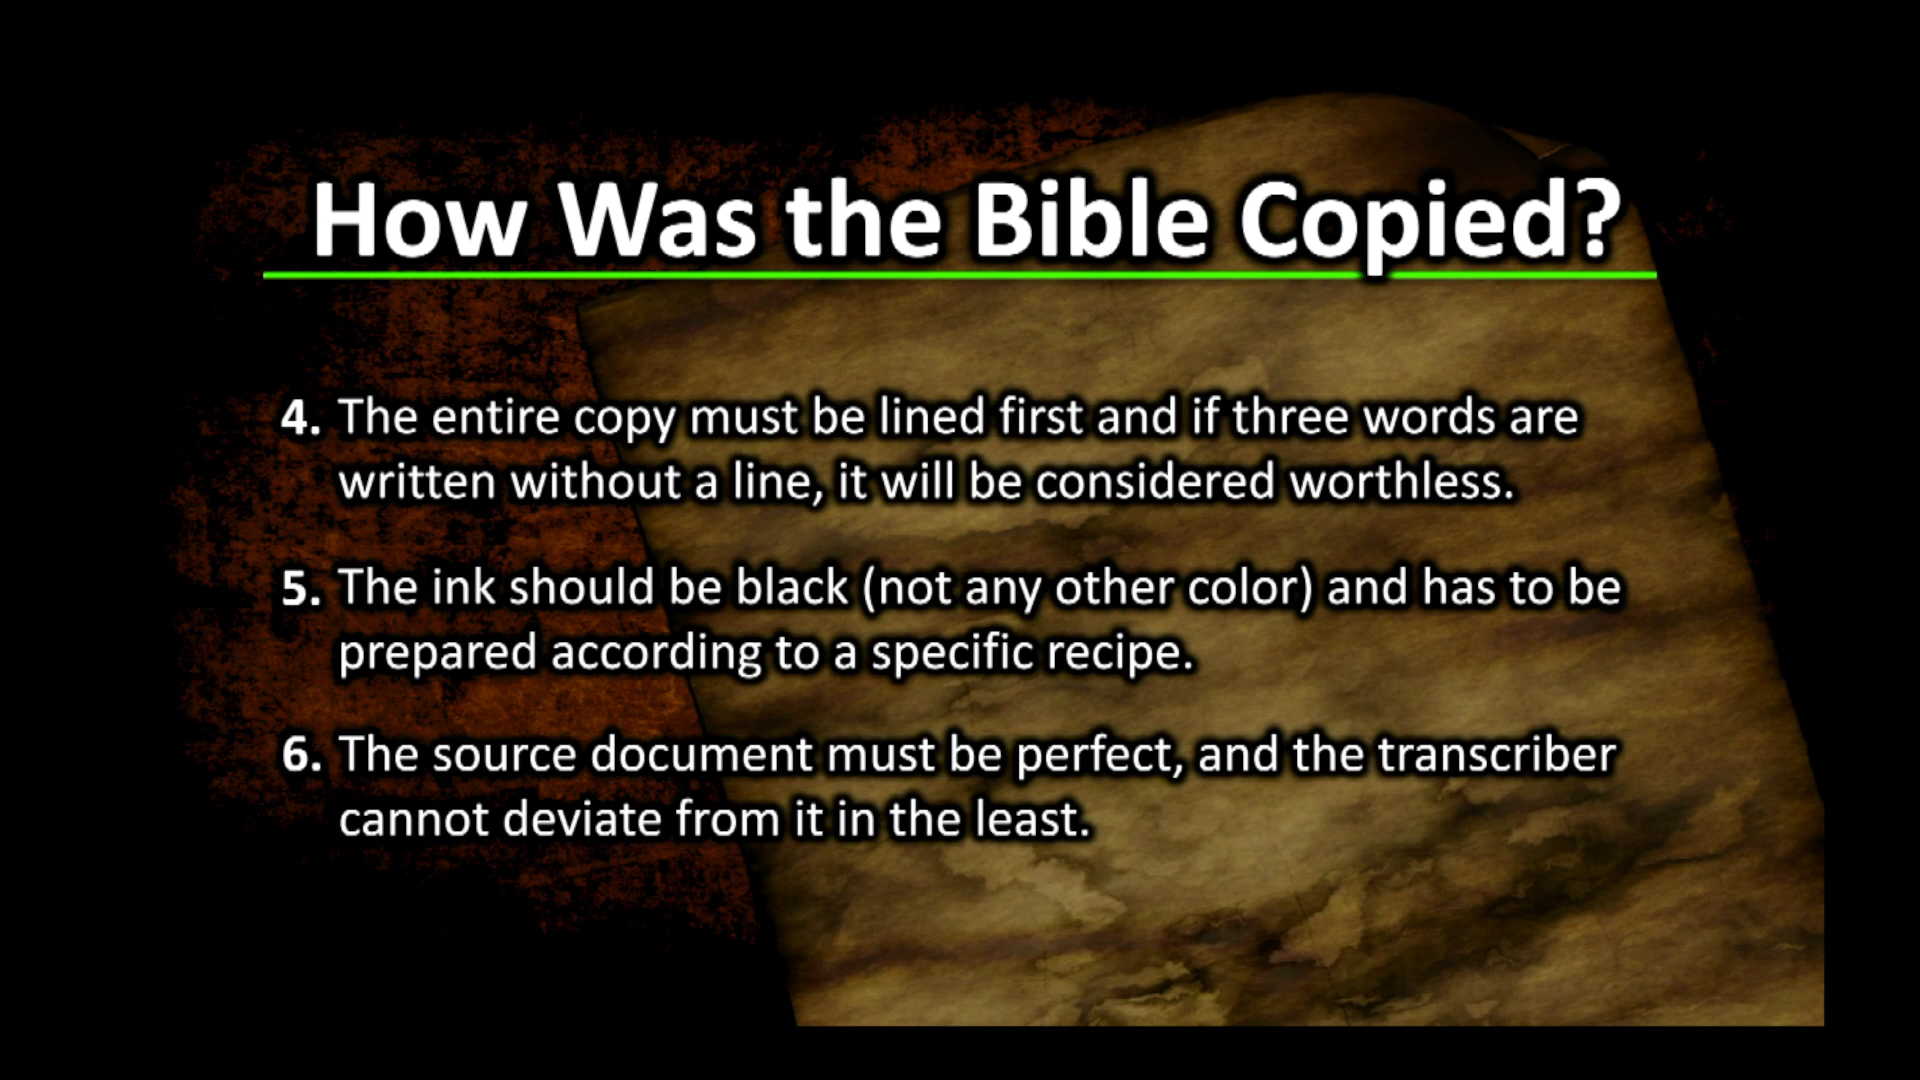 How Was the Bible Copied?
4. The entire copy must be lined first and if three words are
written without a line, it will be considered worthless.
5. The ink should be black (not any other color) and has to be
prepared according to a specific recipe.
6. The source document must be perfect, and the transcriber
cannot deviate from it in the least.